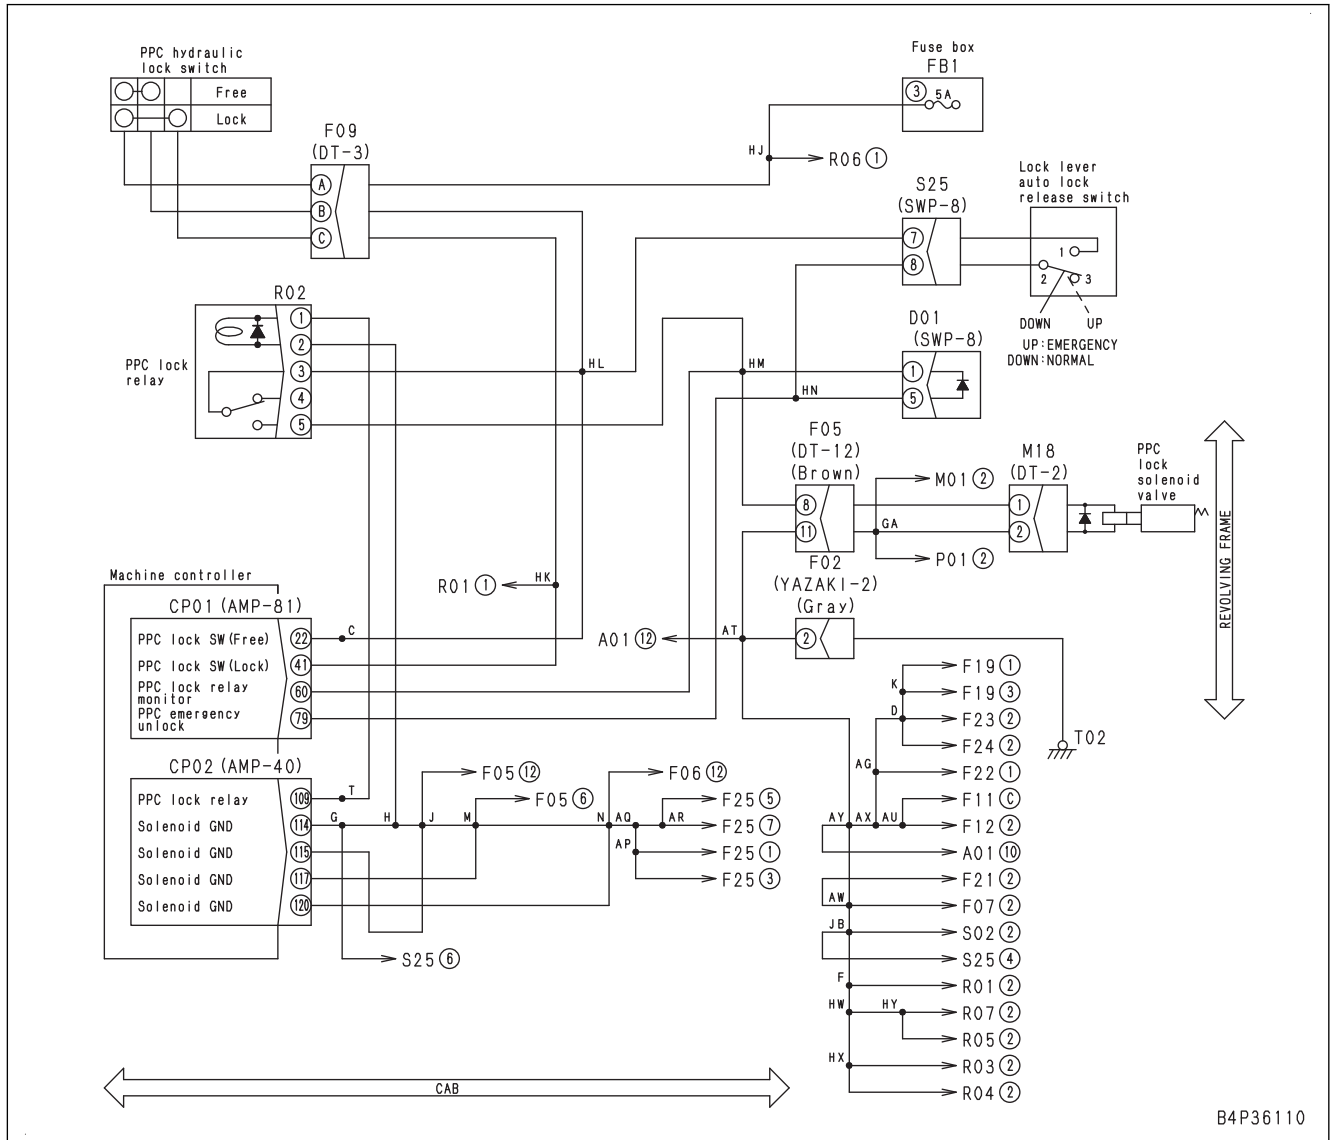 PPC hydraulic
lock switch
Free
Lock
F09
(DT-3)
A
B
C
Fuse box
FB1
3
5A
HJ
R06 1
S25
(SWP-8)
7
8
Lock lever
auto lock
release switch
1
2
3
DOWN
UP
UP:EMERGENCY
DOWN:NORMAL
R02
1
2
3
4
5
PPC lock
relay
HL
HM
HN
D01
(SWP-8)
1
5
F05
(DT-12)
(Brown)
8
11
M01 2
GA
P01 2
M18
(DT-2)
1
2
PPC
lock
solenoid
valve
REVOLVING FRAME
F02
(YAZAKI-2)
(Gray)
2
R01 1
HK
A01 12
AT
T02
Machine controller
CP01 (AMP-81)
PPC lock SW(Free)
22
C
PPC lock SW(Lock)
41
PPC lock relay
monitor
60
PPC emergency
unlock
79
CP02 (AMP-40)
PPC lock relay
109
T
Solenoid GND
114
G
H
J
M
N
AQ
AR
AP
Solenoid GND
115
Solenoid GND
117
Solenoid GND
120
F05 12
F05 6
F06 12
F25 5
F25 7
F25 1
F25 3
S25 6
K
D
AG
AY
AX
AU
AW
JB
F
HW
HY
HX
F19 1
F19 3
F23 2
F24 2
F22 1
F11 C
F12 2
A01 10
F21 2
F07 2
S02 2
S25 4
R01 2
R07 2
R05 2
R03 2
R04 2
CAB
B4P36110